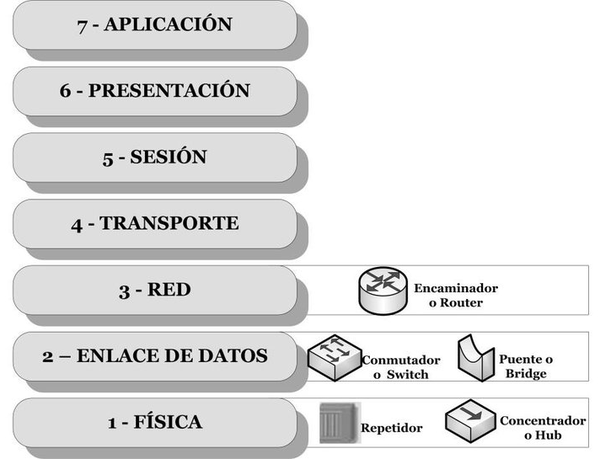 7 - APLICACIÓN
6 - PRESENTACIÓN
5 - SESIÓN
4 - TRANSPORTE
3 - RED
Encaminador
o Router
2 – ENLACE DE DATOS
Conmutador
o Switch
Puente o
Bridge
1 - FÍSICA
Repetidor
Concentrador
o Hub